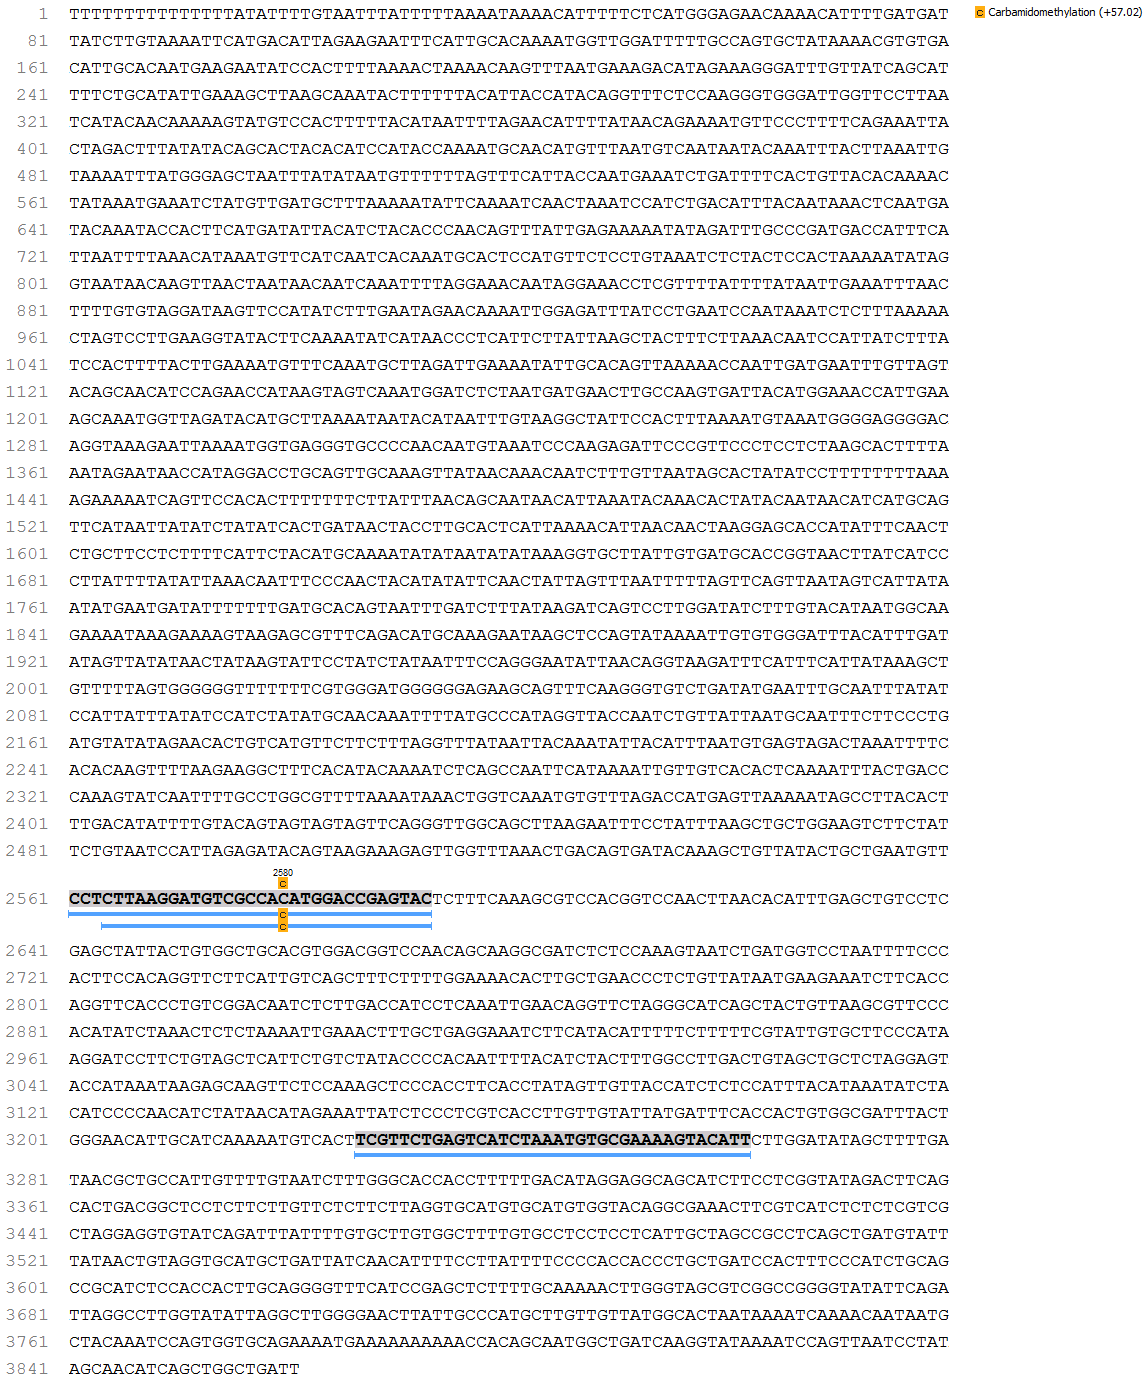 1 TTTTTTTTTTTTTTTATATTTTGTAATTTATTTTTAAAATAAAACATTTTTCTCATGGGAGAACAAAACATTTTGATGAT
C Carbamidomethylation (+57.02)
81 TATCTTGTAAAATTCATGACATTAGAAGAATTTCATTGCACAAAATGGTTGGATTTTTGCCAGTGCTATAAAACGTGTGA
161 CATTGCACAATGAAGAATATCCACTTTTAAAACTAAAACAAGTTTAATGAAAGACATAGAAAGGGATTTGTTATCAGCAT
241 TTTCTGCATATTGAAAGCTTAAGCAAATACTTTTTTACATTACCATACAGGTTTCTCCAAGGGTGGGATTGGTTCCTTAA
321 TCATACAACAAAAAGTATGTCCACTTTTTACATAATTTTAGAACATTTTATAACAGAAAATGTTCCCTTTTCAGAAATTA
401 CTAGACTTTATATACAGCACTACACATCCATACCAAAATGCAACATGTTTAATGTCAATAATACAAATTTACTTAAATTG
481 TAAAATTTATGGGAGCTAATTTATATAATGTTTTTTAGTTTCATTACCAATGAAATCTGATTTTCACTGTTACACAAAAC
561 TATAAATGAAATCTATGTTGATGCTTTAAAAATATTCAAAATCAACTAAATCCATCTGACATTTACAATAAACTCAATGA
641 TACAAATACCACTTCATGATATTACATCTACACCCAACAGTTTATTGAGAAAAATATAGATTTGCCCGATGACCATTTCA
721 TTAATTTTAAACATAAATGTTCATCAATCACAAATGCACTCCATGTTCTCCTGTAAATCTCTACTCCACTAAAAATATAG
801 GTAATAACAAGTTAACTAATAACAATCAAATTTTAGGAAACAATAGGAAACCTCGTTTTATTTTATAATTGAAATTTAAC
881 TTTTGTGTAGGATAAGTTCCATATCTTTGAATAGAACAAAATTGGAGATTTATCCTGAATCCAATAAATCTCTTTAAAAA
961 CTAGTCCTTGAAGGTATACTTCAAAATATCATAACCCTCATTCTTATTAAGCTACTTTCTTAAACAATCCATTATCTTTA
1041 TCCACTTTTACTTGAAAATGTTTCAAATGCTTAGATTGAAAATATTGCACAGTTAAAAACCAATTGATGAATTTGTTAGT
1121 ACAGCAACATCCAGAACCATAAGTAGTCAAATGGATCTCTAATGATGAACTTGCCAAGTGATTACATGGAAACCATTGAA
1201 AGCAAATGGTTAGATACATGCTTAAAATAATACATAATTTGTAAGGCTATTCCACTTTAAAATGTAAATGGGGAGGGGAC
1281 AGGTAAAGAATTAAAATGGTGAGGGTGCCCCAACAATGTAAATCCCAAGAGATTCCCGTTCCCTCCTCTAAGCACTTTTA
1361 AATAGAATAACCATAGGACCTGCAGTTGCAAAGTTATAACAAACAATCTTTGTTAATAGCACTATATCCTTTTTTTTAAA
1441 AGAAAAATCAGTTCCACACTTTTTTTCTTATTTAACAGCAATAACATTAAATACAAACACTATACAATAACATCATGCAG
1521 TTCATAATTATATCTATATCACTGATAACTACCTTGCACTCATTAAAACATTAACAACTAAGGAGCACCATATTTCAACT
1601 CTGCTTCCTCTTTTCATTCTACATGCAAAATATATAATATATAAAGGTGCTTATTGTGATGCACCGGTAACTTATCATCC
1681 CTTATTTTATATTAAACAATTTCCCAACTACATATATTCAACTATTAGTTTAATTTTTAGTTCAGTTAATAGTCATTATA
1761 ATATGAATGATATTTTTTTGATGCACAGTAATTTGATCTTTATAAGATCAGTCCTTGGATATCTTTGTACATAATGGCAA
1841 GAAAATAAAGAAAAGTAAGAGCGTTTCAGACATGCAAAGAATAAGCTCCAGTATAAAATTGTGTGGGATTTACATTTGAT
1921 ATAGTTATATAACTATAAGTATTCCTATCTATAATTTCCAGGGAATATTAACAGGTAAGATTTCATTTCATTATAAAGCT
2001 GTTTTTAGTGGGGGGTTTTTTTCGTGGGATGGGGGGAGAAGCAGTTTCAAGGGTGTCTGATATGAATTTGCAATTTATAT
2081 CCATTATTTATATCCATCTATATGCAACAAATTTTATGCCCATAGGTTACCAATCTGTTATTAATGCAATTTCTTCCCTG
2161 ATGTATATAGAACACTGTCATGTTCTTCTTTAGGTTTATAATTACAAATATTACATTTAATGTGAGTAGACTAAATTTTC
2241 ACACAAGTTTTAAGAAGGCTTTCACATACAAAATCTCAGCCAATTCATAAAATTGTTGTCACACTCAAAATTTACTGACC
2321 CAAAGTATCAATTTTGCCTGGCGTTTTAAAATAAACTGGTCAAATGTGTTTAGACCATGAGTTAAAAATAGCCTTACACT
2401 TTGACATATTTTGTACAGTAGTAGTAGTTCAGGGTTGGCAGCTTAAGAATTTCCTATTTAAGCTGCTGGAAGTCTTCTAT
2481 TCTGTAATCCATTAGAGATACAGTAAGAAAGAGTTGGTTTAAACTGACAGTGATACAAAGCTGTTATACTGCTGAATGTT
2580
C
2561 CCTCTTAAGGATGTCGCCACATGGACCGAGTACTCTTTCAAAGCGTCCACGGTCCAACTTAACACATTTGAGCTGTCCTC
C
C
2641 GAGCTATTACTGTGGCTGCACGTGGACGGTCCAACAGCAAGGCGATCTCTCCAAAGTAATCTGATGGTCCTAATTTTCCC
2721 ACTTCCACAGGTTCTTCATTGTCAGCTTTCTTTTGGAAAACACTTGCTGAACCCTCTGTTATAATGAAGAAATCTTCACC
2801 AGGTTCACCCTGTCGGACAATCTCTTGACCATCCTCAAATTGAACAGGTTCTAGGGCATCAGCTACTGTTAAGCGTTCCC
2881 ACATATCTAAACTCTCTAAAATTGAAACTTTGCTGAGGAAATCTTCATACATTTTTCTTTTTCGTATTGTGCTTCCCATA
2961 AGGATCCTTCTGTAGCTCATTCTGTCTATACCCCACAATTTTACATCTACTTTGGCCTTGACTGTAGCTGCTCTAGGAGT
3041 ACCATAAATAAGAGCAAGTTCTCCAAAGCTCCCACCTTCACCTATAGTTGTTACCATCTCTCCATTTACATAAATATCTA
3121 CATCCCCAACATCTATAACATAGAAATTATCTCCCTCGTCACCTTGTTGTATTATGATTTCACCACTGTGGCGATTTACT
3201 GGGAACATTGCATCAAAAATGTCACTTCGTTCTGAGTCATCTAAATGTGCGAAAAGTACATTCTTGGATATAGCTTTTGA
3281 TAACGCTGCCATTGTTTTGTAATCTTTGGGCACCACCTTTTTGACATAGGAGGCAGCATCTTCCTCGGTATAGACTTCAG
3361 CACTGACGGCTCCTCTTCTTGTTCTCTTCTTAGGTGCATGTGCATGTGGTACAGGCGAAACTTCGTCATCTCTCTCGTCG
3441 CTAGGAGGTGTATCAGATTTATTTTGTGCTTGTGGCTTTTGTGCCTCCTCCTCATTGCTAGCCGCCTCAGCTGATGTATT
3521 TATAACTGTAGGTGCATGCTGATTATCAACATTTTCCTTATTTTCCCCACCACCCTGCTGATCCACTTTCCCATCTGCAG
3601 CCGCATCTCCACCACTTGCAGGGGTTTCATCCGAGCTCTTTTGCAAAAACTTGGGTAGCGTCGGCCGGGGTATATTCAGA
3681 TTAGGCCTTGGTATATTAGGCTTGGGGAACTTATTGCCCATGCTTGTTGTTATGGCACTAATAAAATCAAAACAATAATG
3761 CTACAAATCCAGTGGTGCAGAAAATGAAAAAAAAAACCACAGCAATGGCTGATCAAGGTATAAAATCCAGTTAATCCTAT
3841 AGCAACATCAGCTGGCTGATT